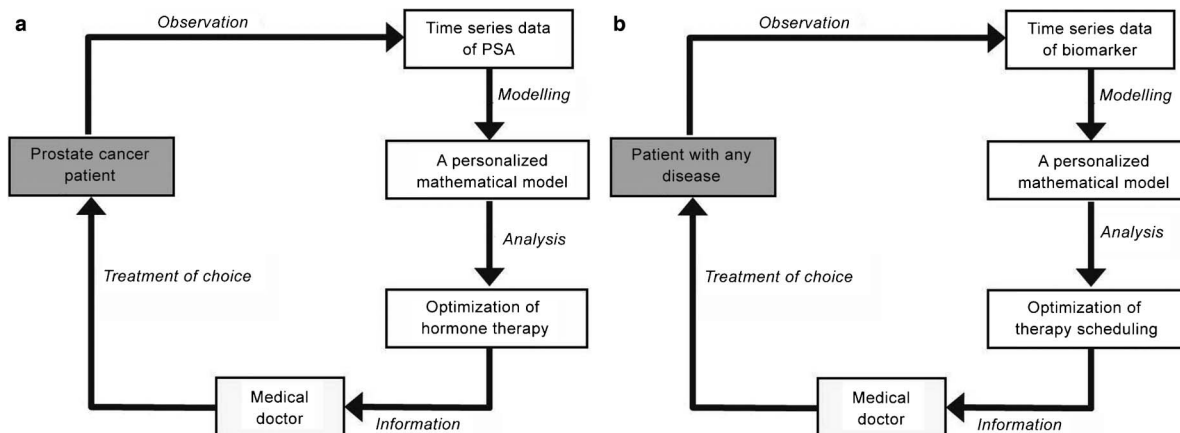 a
Observation
Time series data
of PSA
Modelling
Prostate cancer
patient
A personalized
mathematical model
Analysis
Treatment of choice
Optimization of
hormone therapy
Medical
doctor
Information
b
Observation
Time series data
of biomarker
Modelling
Patient with any
disease
A personalized
mathematical model
Analysis
Treatment of choice
Optimization of
therapy scheduling
Medical
doctor
Information